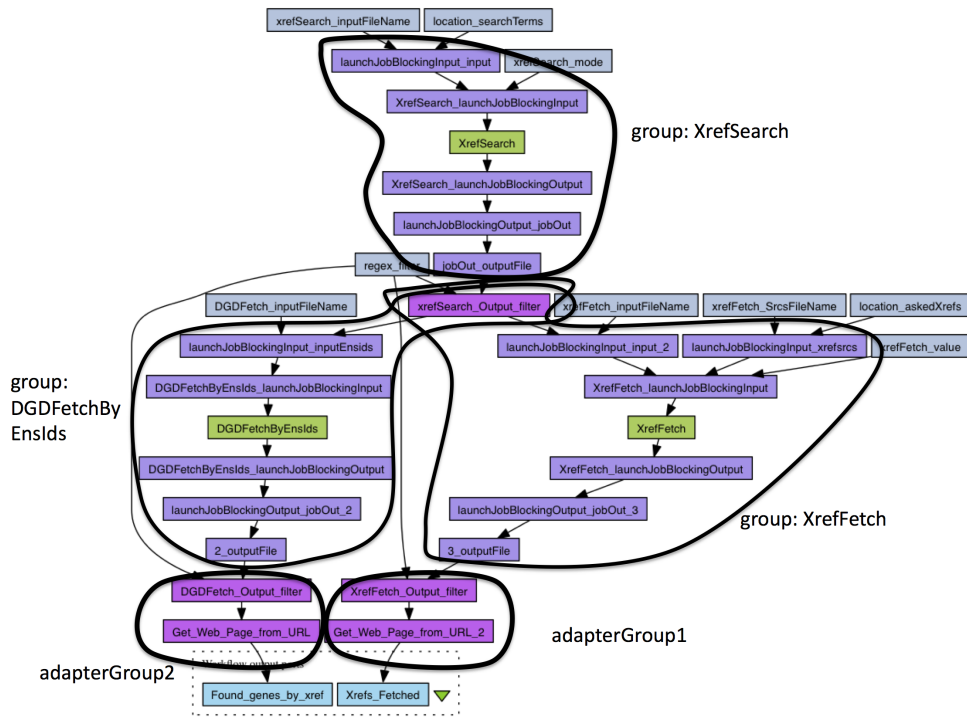 xrefSearch_inputFileName
location_searchTerms
launchJobBlockingInput_input
xrefSearch_mode
XrefSearch_launchJobBlockingInput
group: XrefSearch
XrefSearch
XrefSearch_launchJobBlockingOutput
launchJobBlockingOutput_jobOut
regex_filter
jobOut_outputFile
DGDFetch_inputFileName
xrefSearch_Output_filter
xrefFetch_inputFileName
xrefFetch_SrcsFileName
location_askedXrefs
launchJobBlockingInput_inputEnsids
launchJobBlockingInput_input_2
launchJobBlockingInput_xrefsrcs
xrefFetch_value
group:
DGDFetchBy
EnsIds
DGDFetchByEnsIds_launchJobBlockingInput
XrefFetch_launchJobBlockingInput
DGDFetchByEnsIds
XrefFetch
DGDFetchByEnsIds_launchJobBlockingOutput
XrefFetch_launchJobBlockingOutput
launchJobBlockingOutput_jobOut_2
launchJobBlockingOutput_jobOut_3
group: XrefFetch
2_outputFile
3_outputFile
DGDFetch_Output_filter
XrefFetch_Output_filter
Get_Web_Page_from_URL
Get_Web_Page_from_URL_2
adapterGroup1
adapterGroup2
Workflow output
Found_genes_by_xref
Xrefs_Fetched